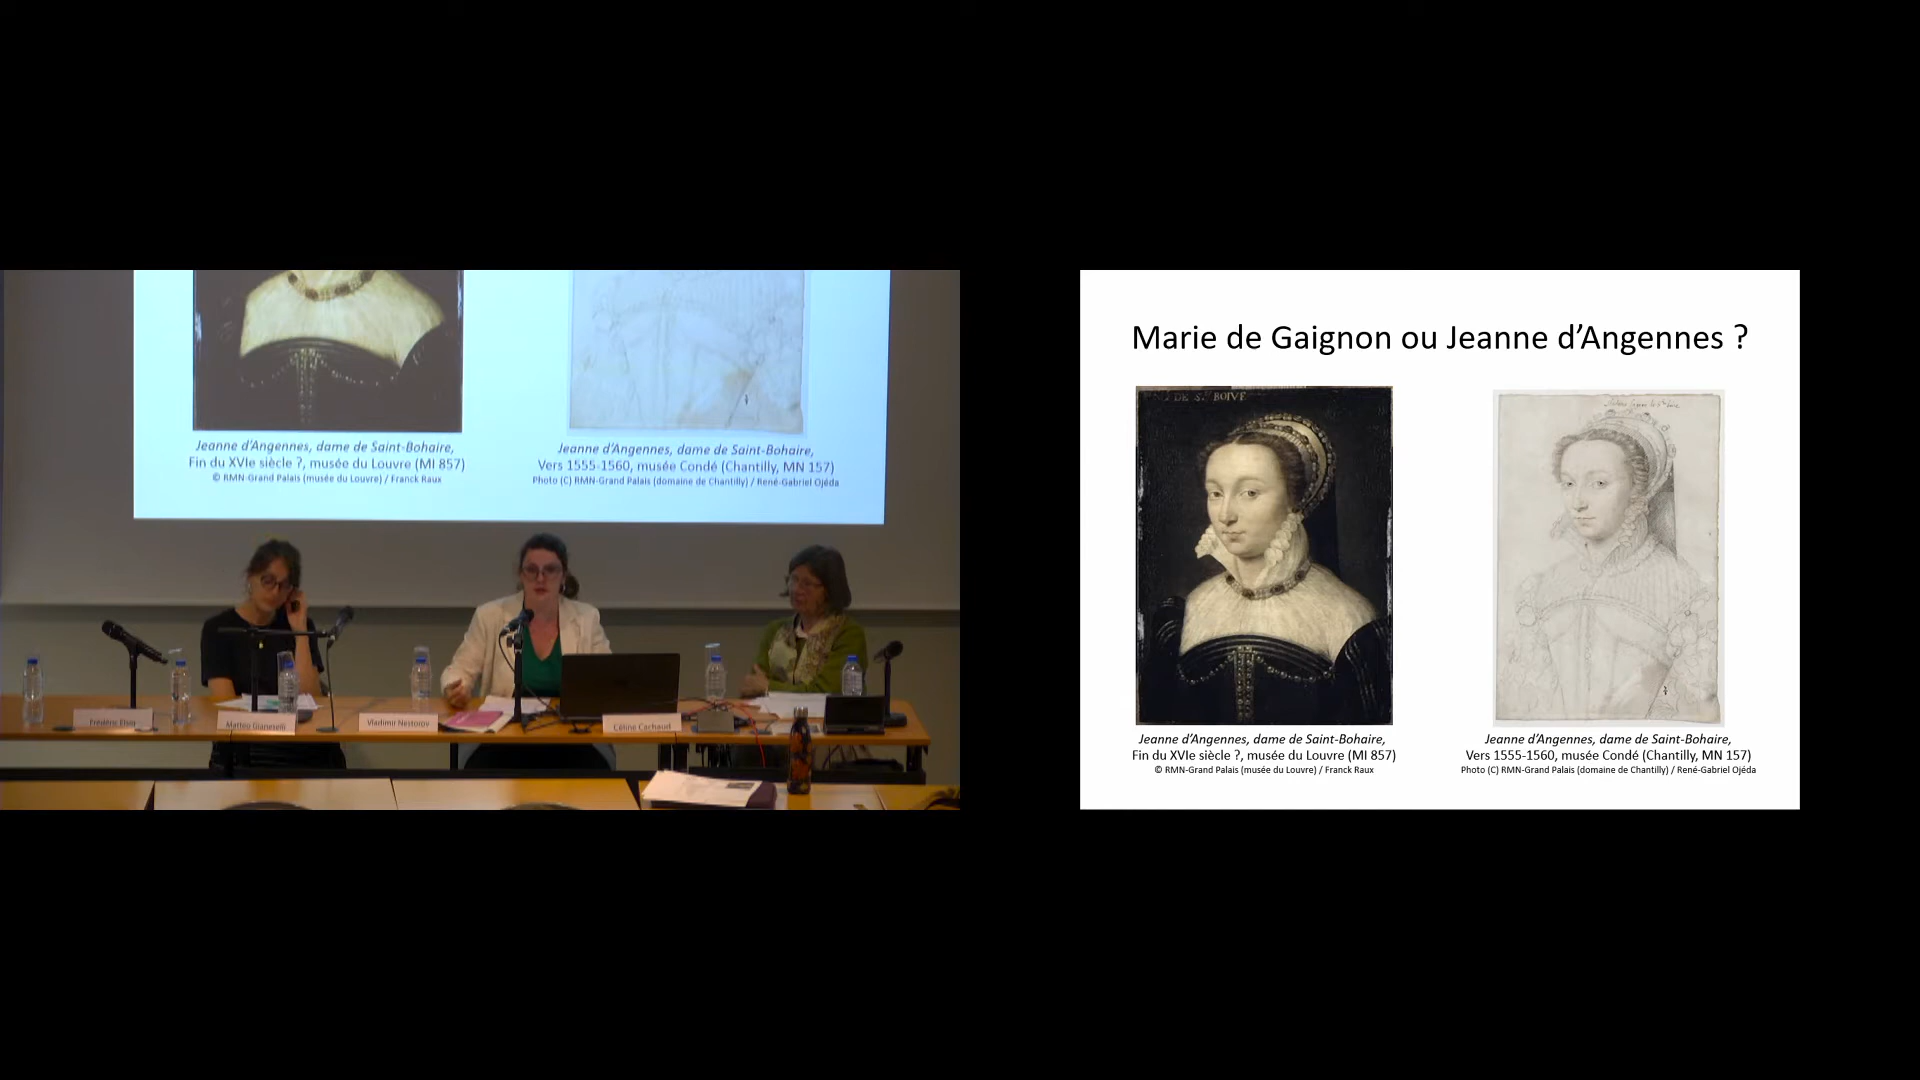 Jeanne d'Angennes, dame de Saint-Bohaire,
Fin du XVIe siècle ?, musée du Louvre (MI 857)
© RMN-Grand Palais (musée du Louvre) / Franck Raux
Jeanne d'Angennes, dame de Saint-Bohaire,
Vers 1555-1560, musée Condé (Chantilly, MN 157)
Photo (C) RMN-Grand Palais (domaine de Chantilly) / René-Gabriel Ojéda
Frédéric Elsig
Matteo Gianeselli
Vladimir Nestorov
Céline Cachaud
Marie de Gaignon ou Jeanne d'Angennes ?
DE S. BOIVE
Jeanne d'Angennes, dame de Saint-Bohaire,
Fin du XVIe siècle ?, musée du Louvre (MI 857)
© RMN-Grand Palais (musée du Louvre) / Franck Raux
Jeanne d'Angennes, dame de Saint-Bohaire,
Vers 1555-1560, musée Condé (Chantilly, MN 157)
Photo (C) RMN-Grand Palais (domaine de Chantilly) / René-Gabriel Ojéda